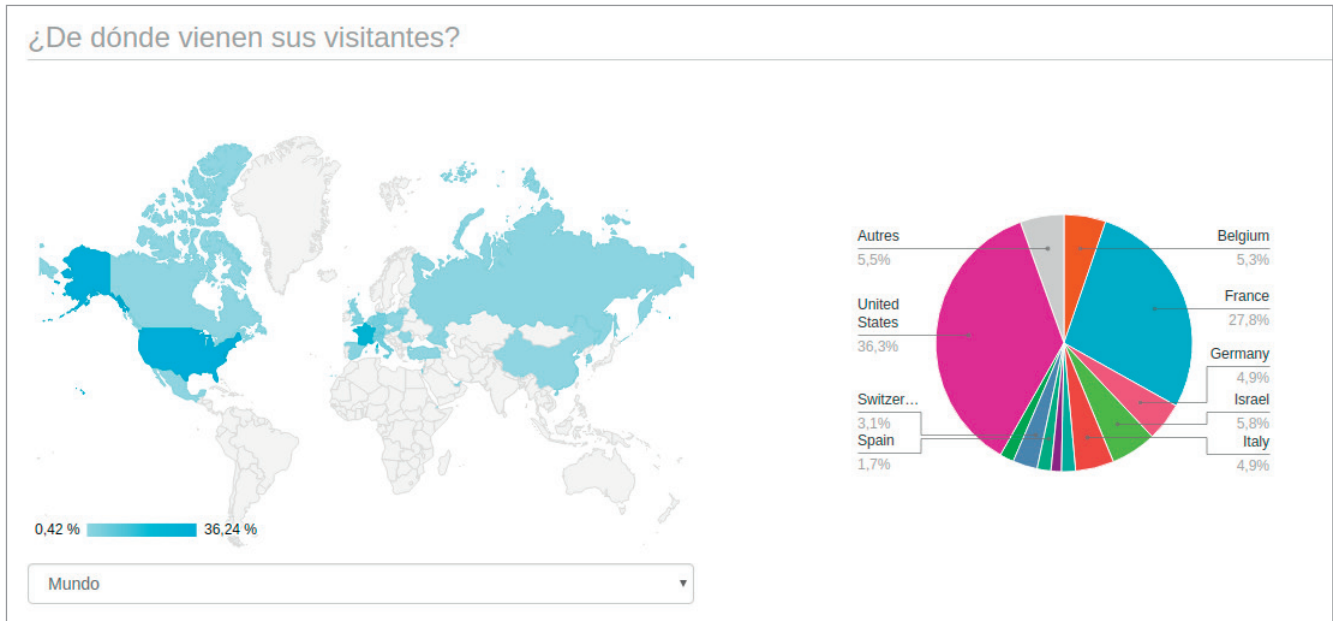 ¿De dónde vienen sus visitantes?
0,42 %
36,24 %
Mundo
Autres
5,5%
United
States
36,3%
Switzer…
3,1%
Spain
1,7%
Belgium
5,3%
France
27,8%
Germany
4,9%
Israel
5,8%
Italy
4,9%